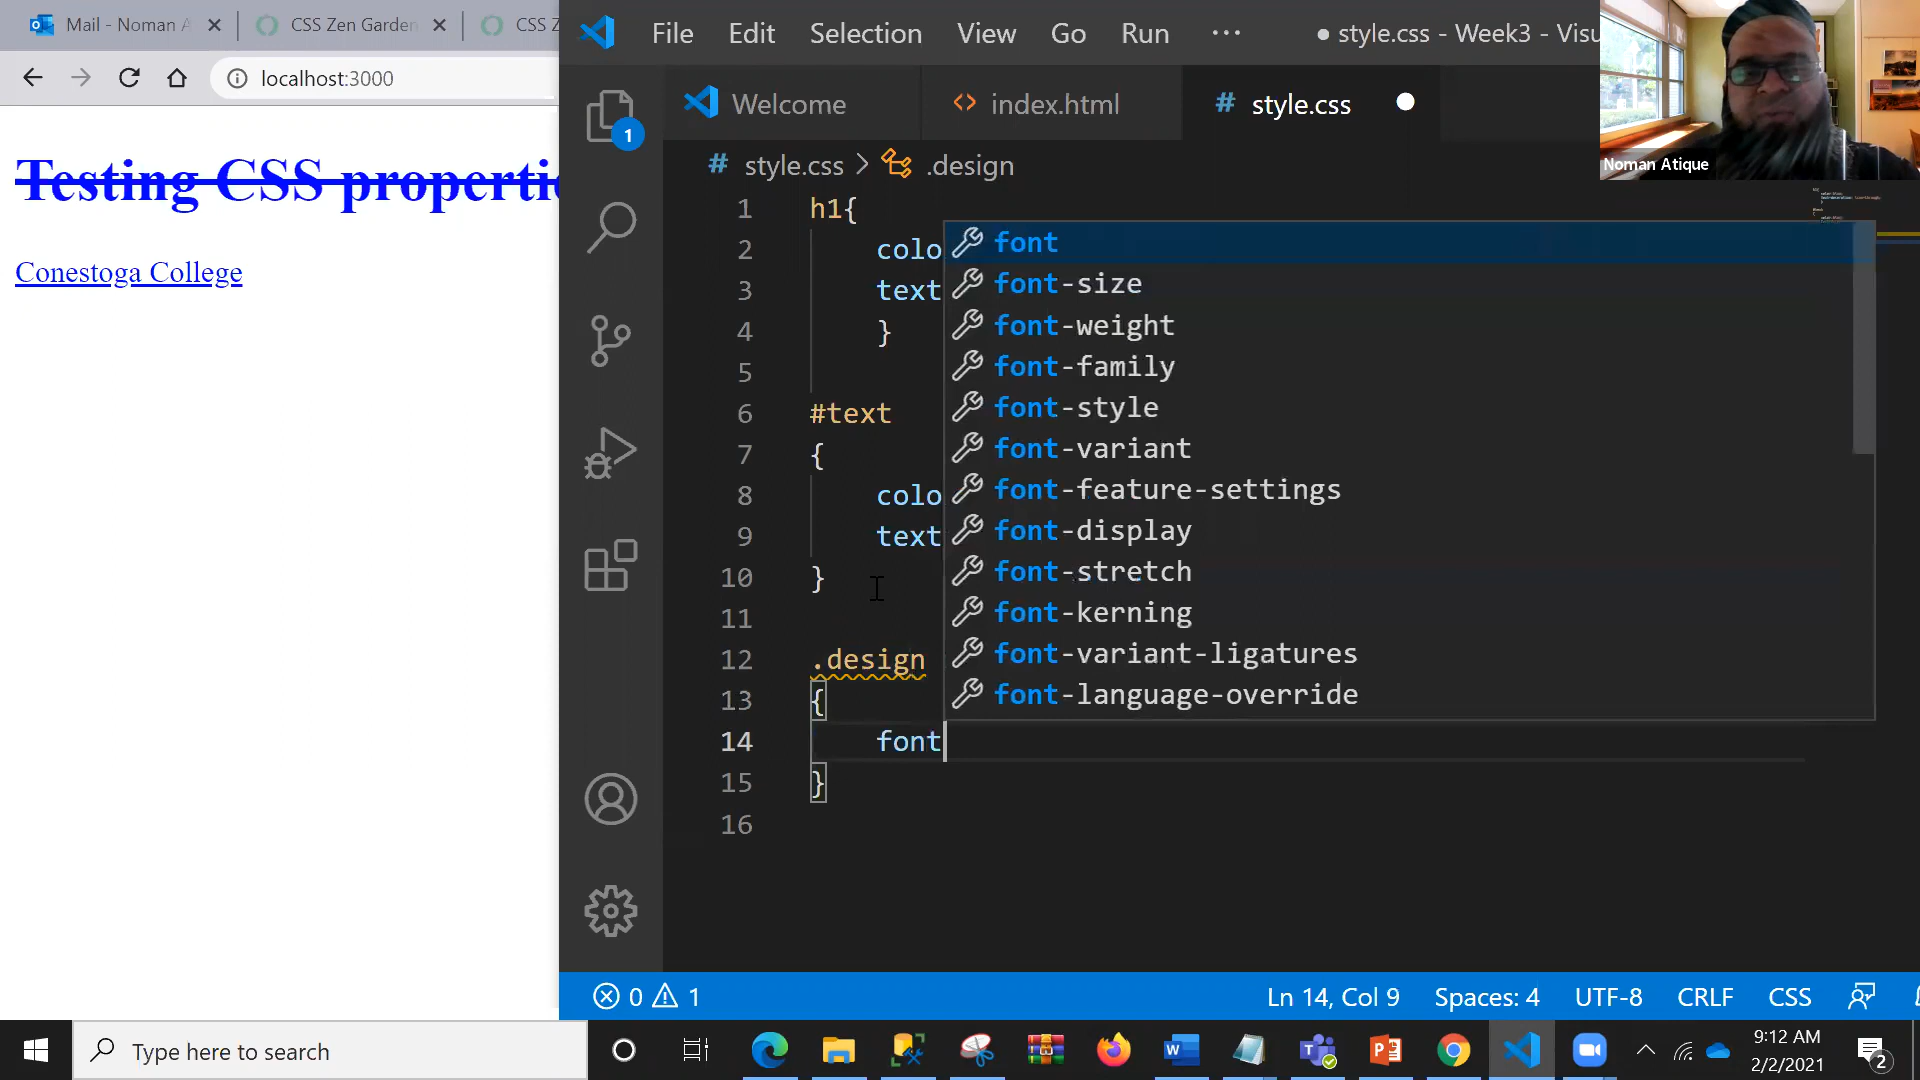 Mail - Noman A
CSS Zen Garden
CSS Z
localhost:3000
Testing CSS propertie
Conestoga College
File Edit Selection View Go Run ···
● style.css - Week3 - Visu
Noman Atique
Welcome
<> index.html
# style.css ●
1
# style.css > .design
1 h1{
2 colo
3 text
4 }
5
6 #text
7 {
8 colo
9 text
10 }
11
12 .design
13 {
14 font
15 }
16
font
font-size
font-weight
font-family
font-style
font-variant
font-feature-settings
font-display
font-stretch
font-kerning
font-variant-ligatures
font-language-override
0 1
Ln 14, Col 9 Spaces: 4 UTF-8 CRLF CSS
Type here to search
9:12 AM
2/2/2021
2